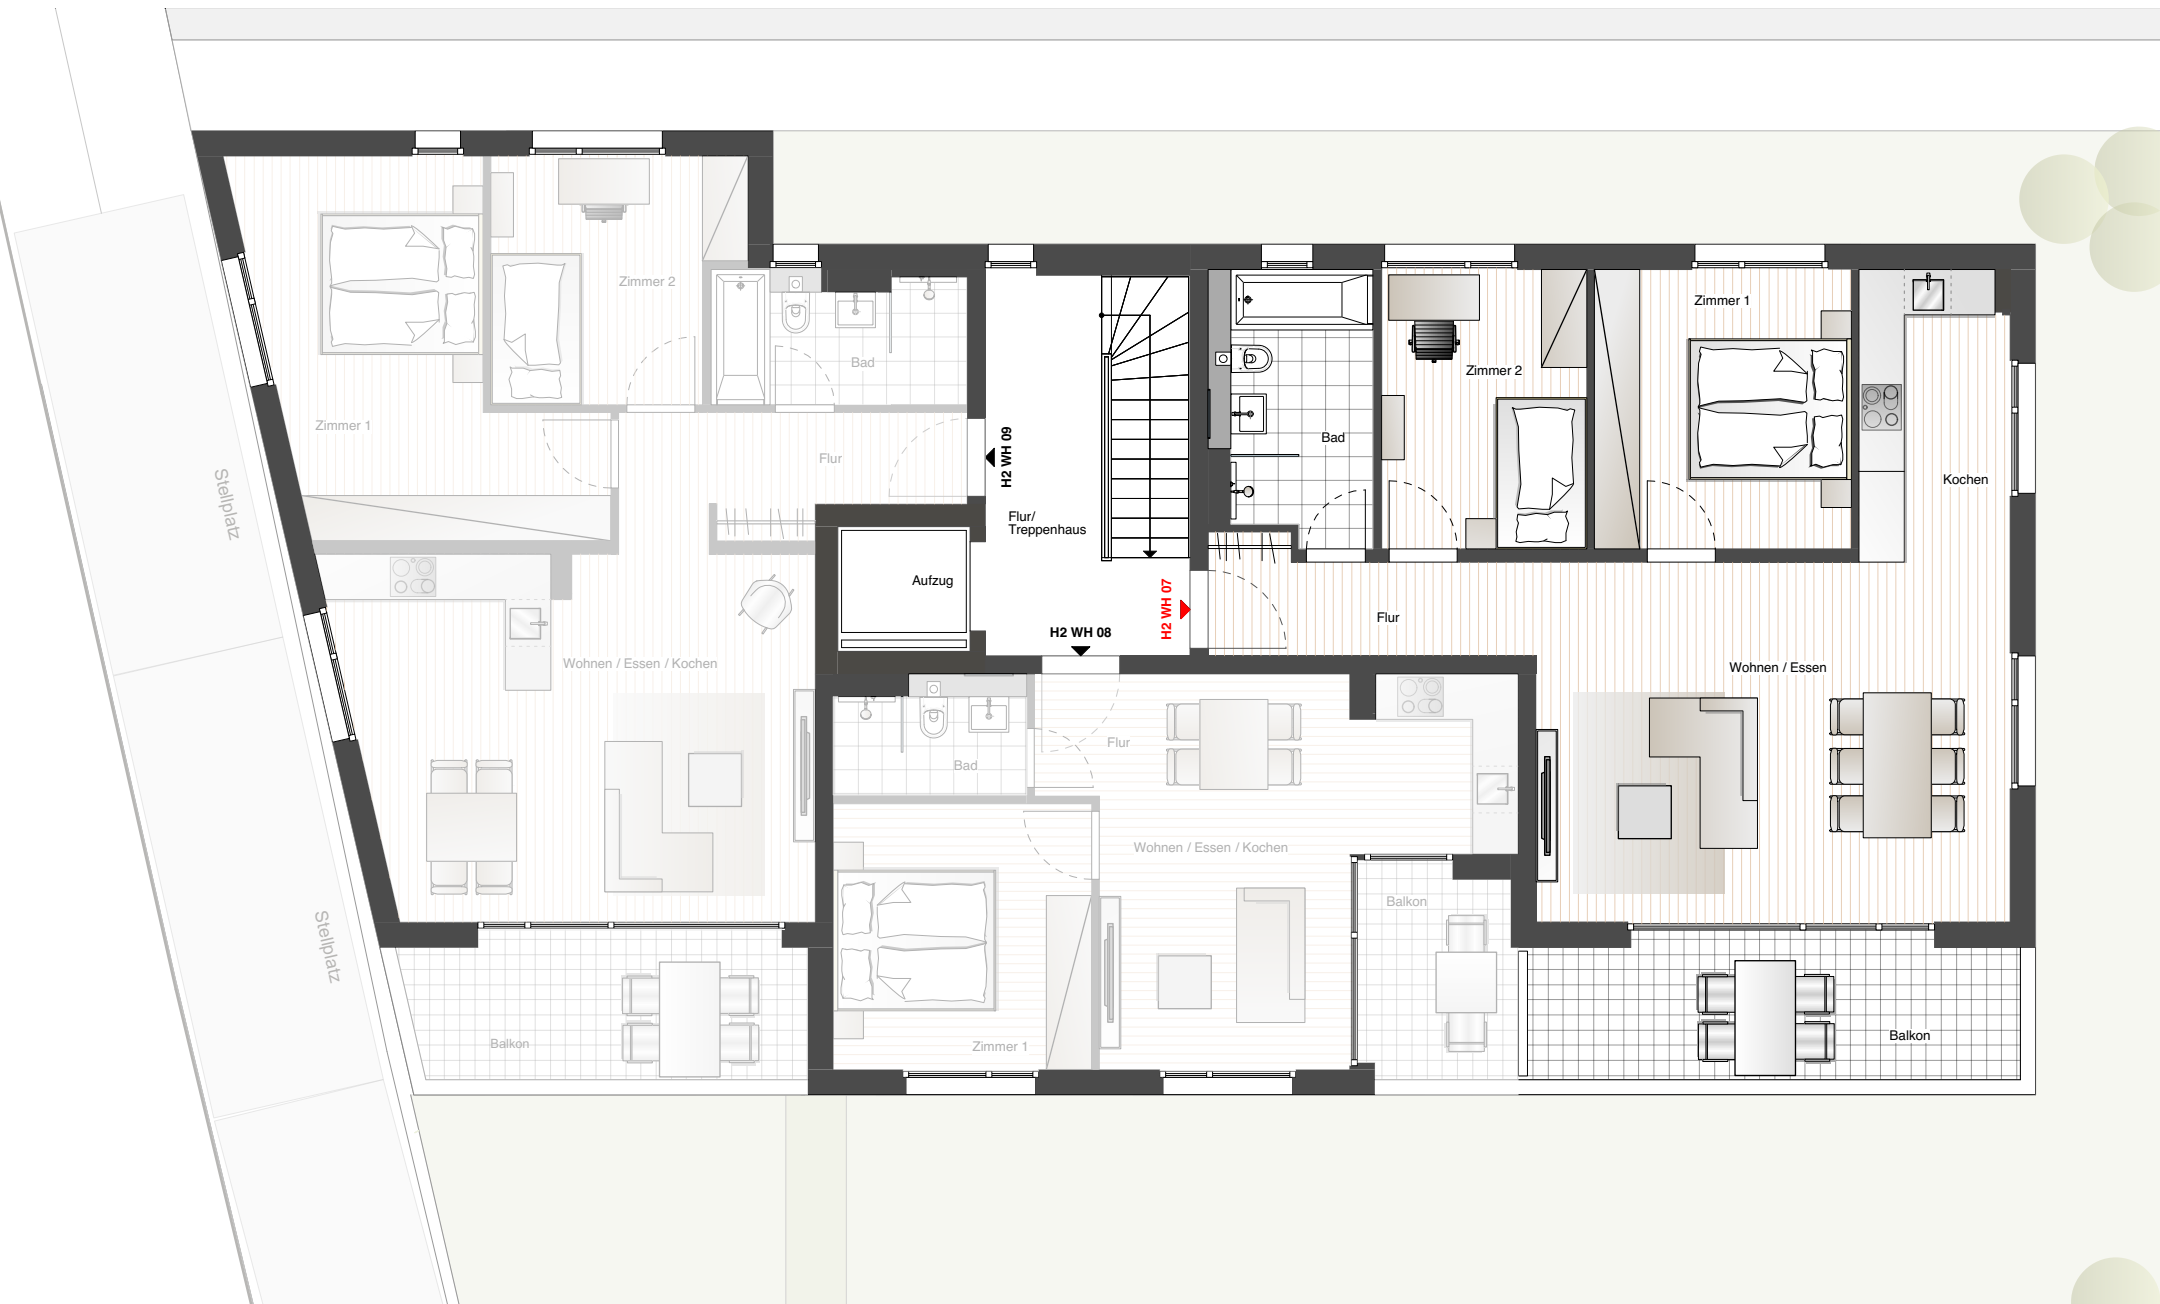 Zimmer 2
Zimmer 1
Bad
Zimmer 1
Flur
Stellplatz
H2 WH 09
Flur/
Treppenhaus
Aufzug
H2 WH 08
H2 WH 07
Zimmer 1
Zimmer 2
Bad
Kochen
Flur
Wohnen / Essen
Wohnen / Essen / Kochen
Flur
Bad
Wohnen / Essen / Kochen
Balkon
Stellplatz
Balkon
Zimmer 1
Balkon